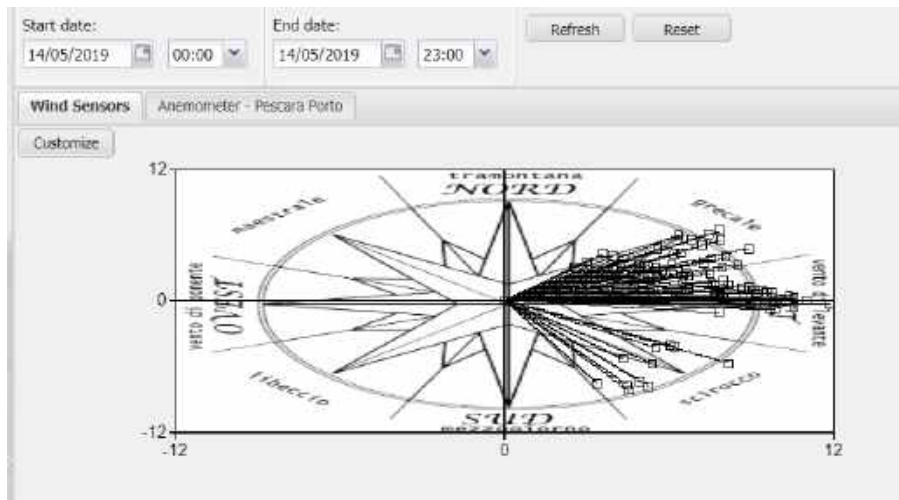 Start date:
End date:
14/05/2019 00:00
14/05/2019 23:00
Refresh
Reset
Wind Sensors
Anemometer - Pescara Porto
Customize
12
tramontana
NORD
maestrale
grecale
0
vento di ponente
OVEST
vento di levante
libeccio
scirocco
SUD
mezzogiorno
-12
-12
0
12